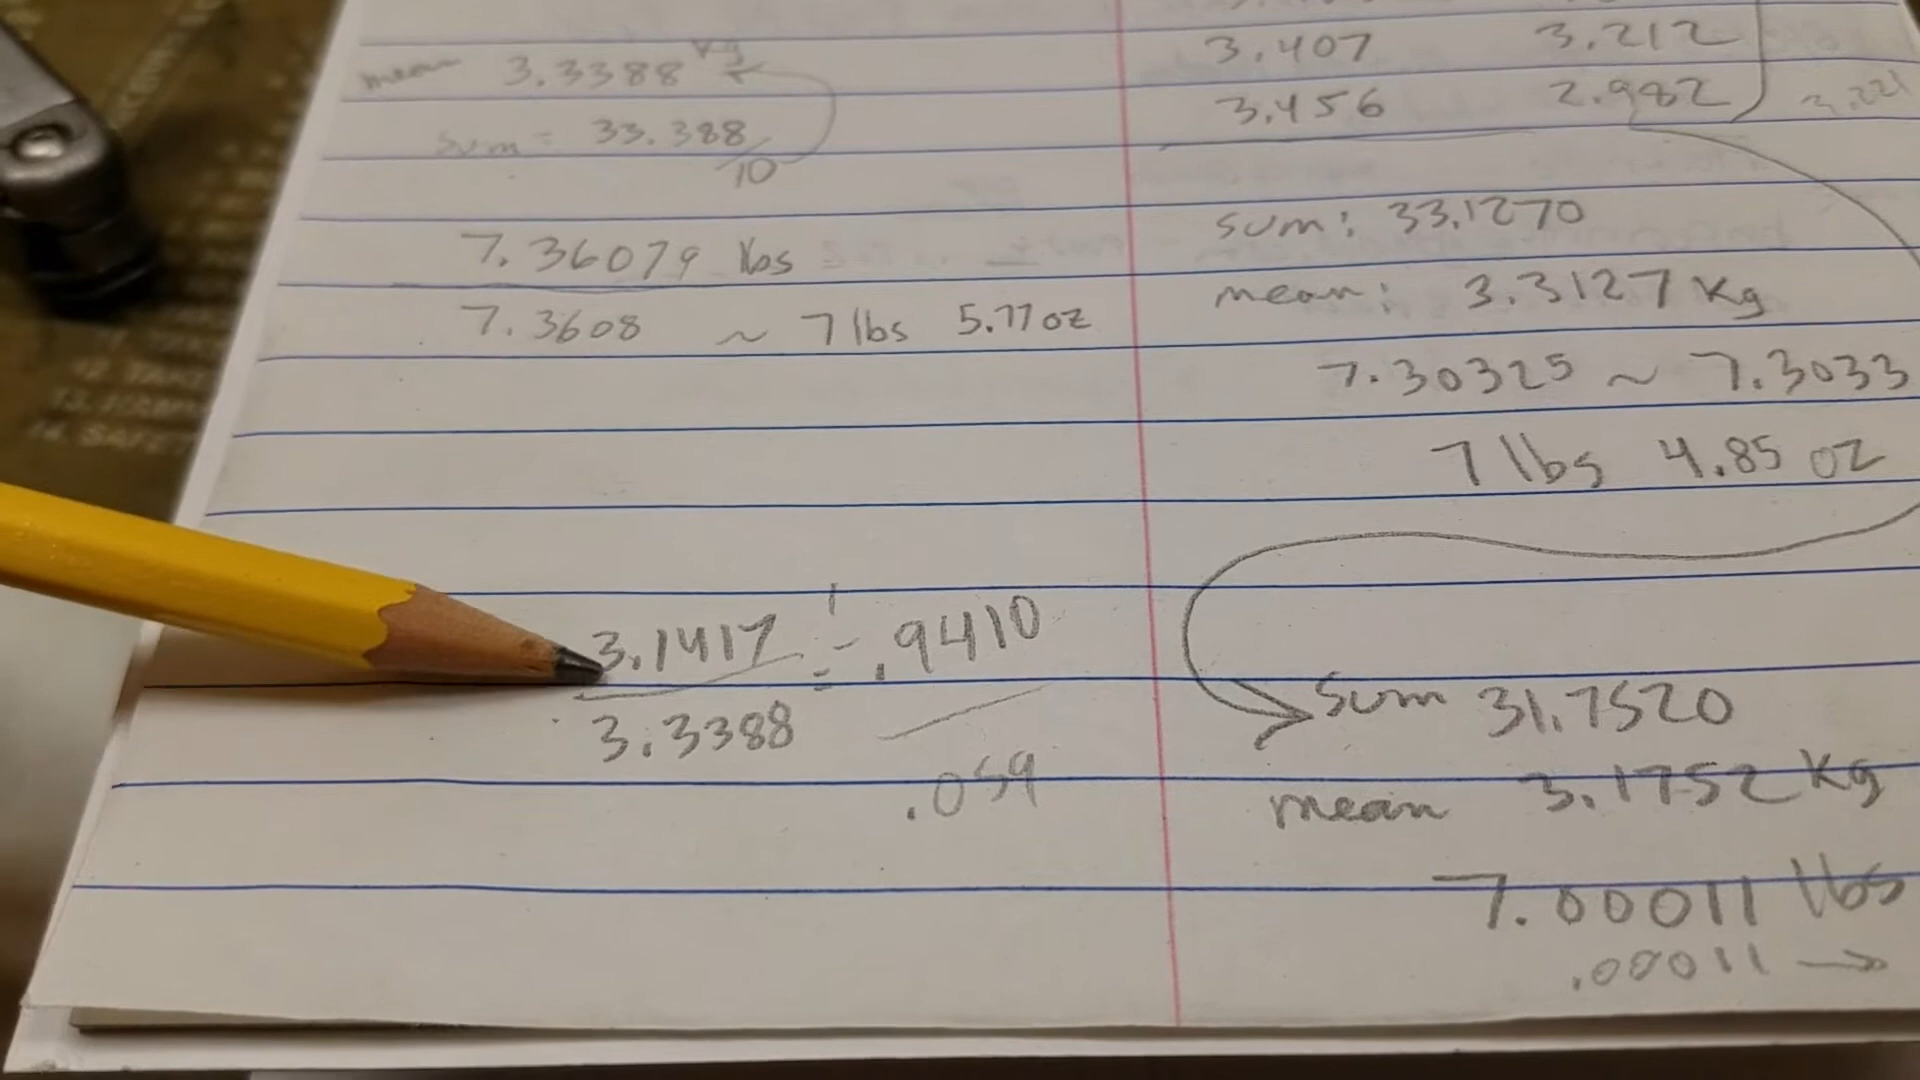 3.407 3.212
mean 3.3388 kg
3.456 2.982
3.221
sum = 33.388
10
sum: 33.1270
7.36079 lbs
mean: 3.3127 Kg
7.3608 ~ 7 lbs 5.77 oz
7.30325 ~ 7.3033
7 lbs 4.85 oz
3.1417 ÷ .9410
3.3388
sum 31.7520
.059
mean 3.1752 Kg
7.00011 lbs
.00011 →